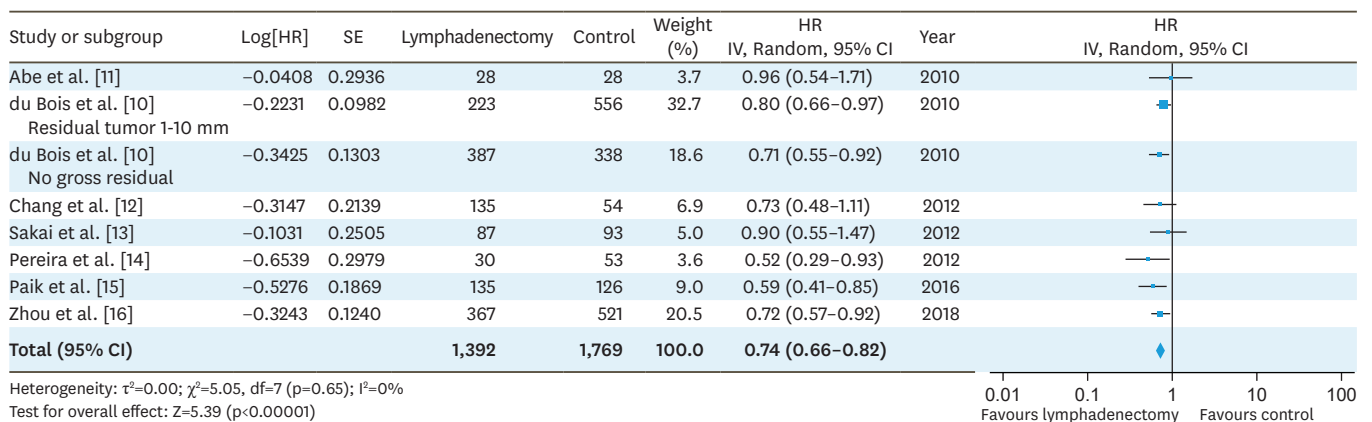 Study or subgroup Log[HR] SE Lymphadenectomy Control Weight (%) HR IV, Random, 95% CI Year HR IV, Random, 95% CI
Abe et al. [11] −0.0408 0.2936 28 28 3.7 0.96 (0.54–1.71) 2010
du Bois et al. [10] −0.2231 0.0982 223 556 32.7 0.80 (0.66–0.97) 2010
Residual tumor 1-10 mm
du Bois et al. [10] −0.3425 0.1303 387 338 18.6 0.71 (0.55–0.92) 2010
No gross residual
Chang et al. [12] −0.3147 0.2139 135 54 6.9 0.73 (0.48–1.11) 2012
Sakai et al. [13] −0.1031 0.2505 87 93 5.0 0.90 (0.55–1.47) 2012
Pereira et al. [14] −0.6539 0.2979 30 53 3.6 0.52 (0.29–0.93) 2012
Paik et al. [15] −0.5276 0.1869 135 126 9.0 0.59 (0.41–0.85) 2016
Zhou et al. [16] −0.3243 0.1240 367 521 20.5 0.72 (0.57–0.92) 2018
Total (95% CI) 1,392 1,769 100.0 0.74 (0.66–0.82)
Heterogeneity: τ²=0.00; χ²=5.05, df=7 (p=0.65); I²=0%
Test for overall effect: Z=5.39 (p<0.00001)
0.01 0.1 1 10 100
Favours lymphadenectomy Favours control